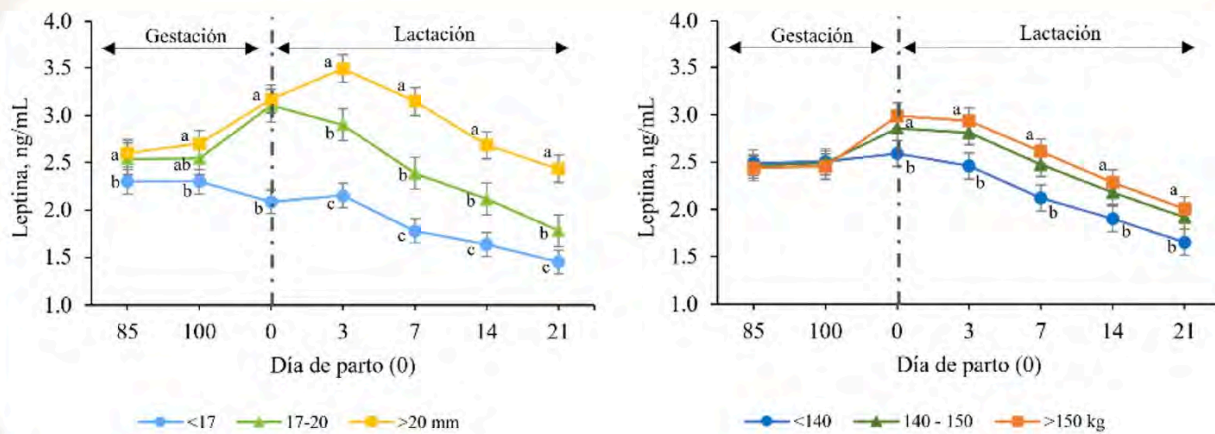 4.0
Gestación
Lactación
3.5
3.0
2.5
2.0
1.5
1.0
Leptina, ng/mL
a
a
a
a
a
a
a
ab
b
b
b
b
b
b
b
c
c
c
c
85 100 0 3 7 14 21
Día de parto (0)
<17 17-20 >20 mm
4.0
Gestación
Lactación
3.5
3.0
2.5
2.0
1.5
1.0
Leptina, ng/mL
a
a
a
a
a
b
b
b
b
b
85 100 0 3 7 14 21
Día de parto (0)
<140 140 - 150 >150 kg